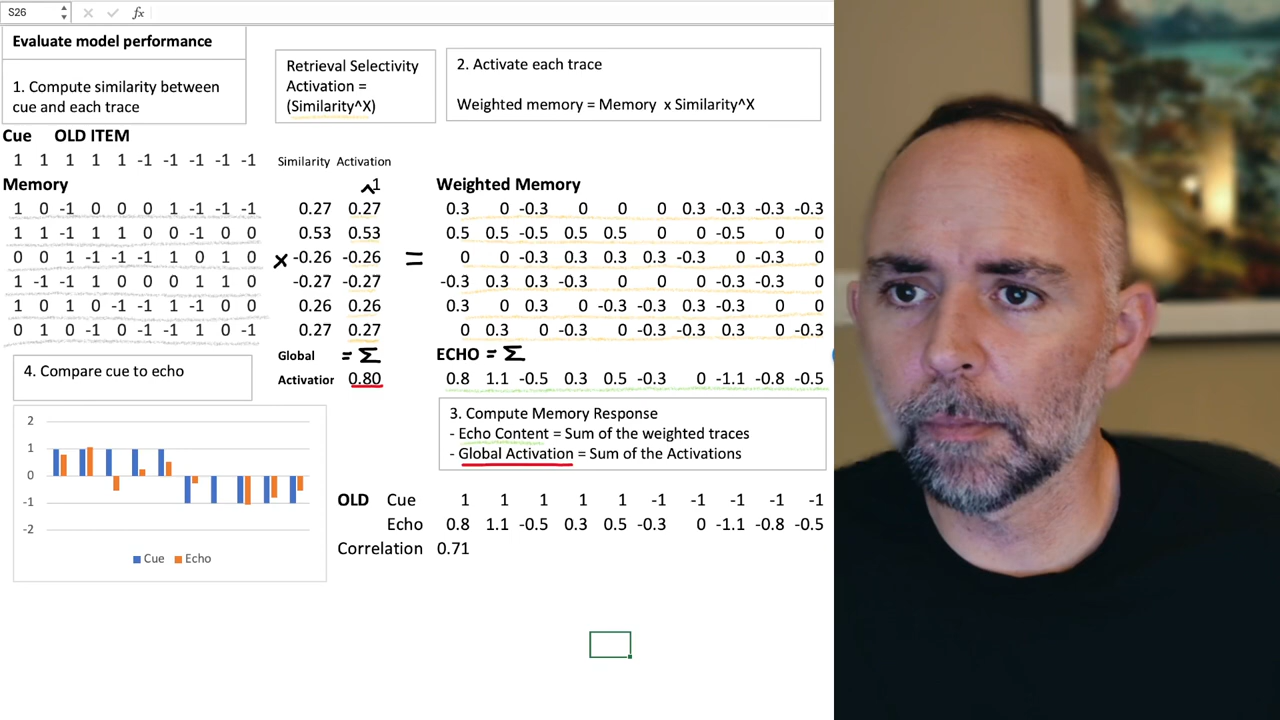 S26
fx
Evaluate model performance
1. Compute similarity between
cue and each trace
Retrieval Selectivity
Activation =
(Similarity^X)
2. Activate each trace
Weighted memory = Memory x Similarity^X
Cue OLD ITEM
1 1 1 1 1 -1 -1 -1 -1 -1
Similarity Activation
Memory
^1
Weighted Memory
1 0 -1 0 0 0 1 -1 -1 -1 0.27 0.27 0.3 0 -0.3 0 0 0 0.3 -0.3 -0.3 -0.3
1 1 -1 1 1 0 0 -1 0 0 0.53 0.53 0.5 0.5 -0.5 0.5 0.5 0 0 -0.5 0 0
0 0 1 -1 -1 -1 1 0 1 0 × -0.26 -0.26 = 0 0 -0.3 0.3 0.3 0.3 -0.3 0 -0.3 0
1 -1 -1 1 0 0 0 1 1 0 -0.27 -0.27 -0.3 0.3 0.3 -0.3 0 0 0 -0.3 -0.3 0
1 0 1 0 -1 -1 1 -1 0 0 0.26 0.26 0.3 0 0.3 0 -0.3 -0.3 0.3 -0.3 0 0
0 1 0 -1 0 -1 -1 1 0 -1 0.27 0.27 0 0.3 0 -0.3 0 -0.3 -0.3 0.3 0 -0.3
Global = Σ
ECHO = Σ
Activation 0.80
0.8 1.1 -0.5 0.3 0.5 -0.3 0 -1.1 -0.8 -0.5
4. Compare cue to echo
3. Compute Memory Response
- Echo Content = Sum of the weighted traces
- Global Activation = Sum of the Activations
2
1
0
-1
-2
Cue Echo
OLD Cue 1 1 1 1 1 -1 -1 -1 -1 -1
Echo 0.8 1.1 -0.5 0.3 0.5 -0.3 0 -1.1 -0.8 -0.5
Correlation 0.71